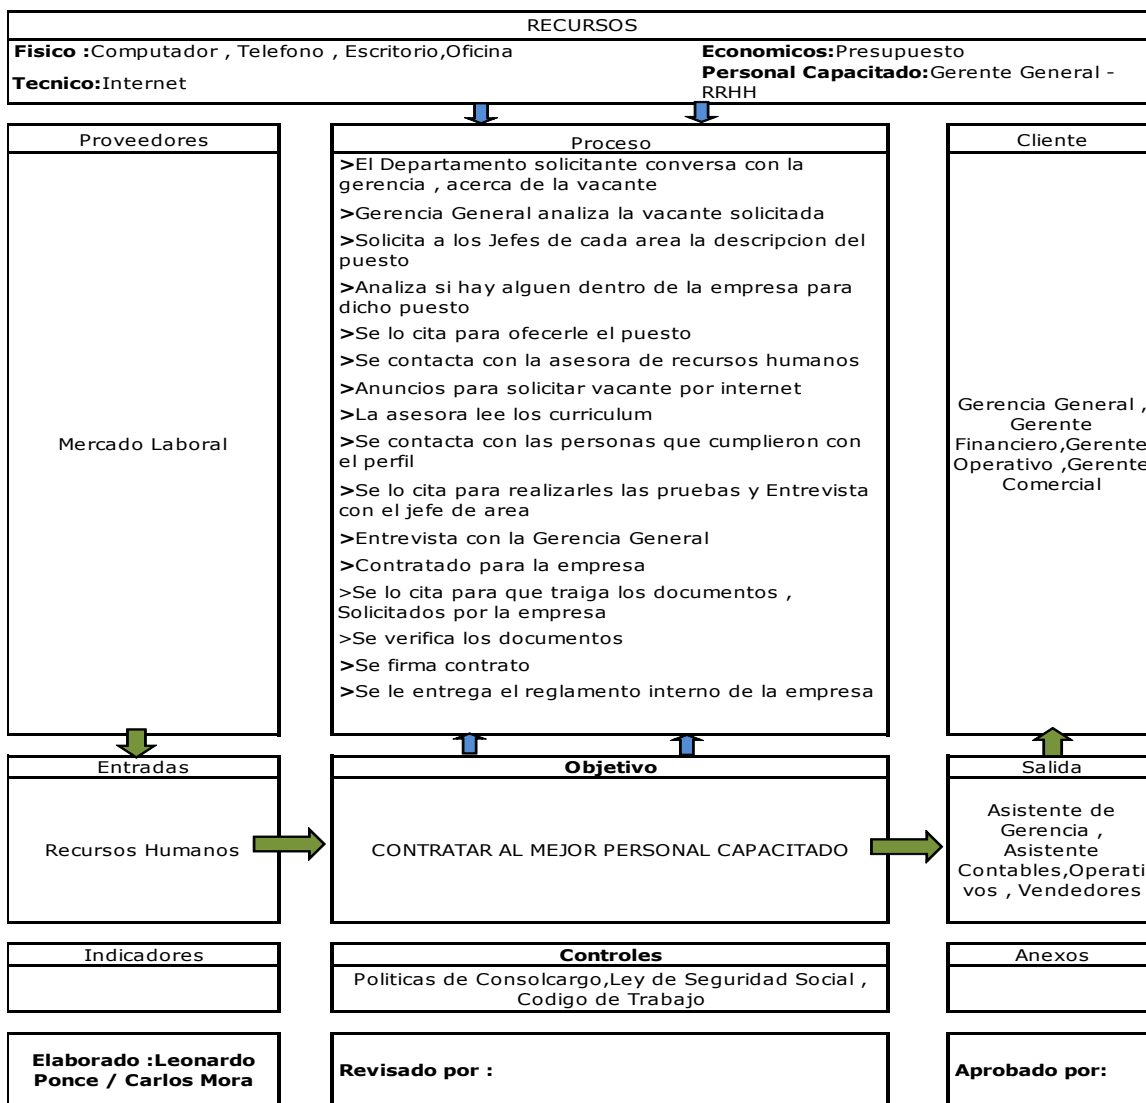 RECURSOS
Fisico :Computador , Telefono , Escritorio,Oficina
Tecnico:Internet
Economicos:Presupuesto
Personal Capacitado:Gerente General -
RRHH
Proveedores
Mercado Laboral
Proceso
>El Departamento solicitante conversa con la
gerencia , acerca de la vacante
>Gerencia General analiza la vacante solicitada
>Solicita a los Jefes de cada area la descripcion del
puesto
>Analiza si hay alguen dentro de la empresa para
dicho puesto
>Se lo cita para ofecerle el puesto
>Se contacta con la asesora de recursos humanos
>Anuncios para solicitar vacante por internet
>La asesora lee los curriculum
>Se contacta con las personas que cumplieron con
el perfil
>Se lo cita para realizarles las pruebas y Entrevista
con el jefe de area
>Entrevista con la Gerencia General
>Contratado para la empresa
>Se lo cita para que traiga los documentos ,
Solicitados por la empresa
>Se verifica los documentos
>Se firma contrato
>Se le entrega el reglamento interno de la empresa
Cliente
Gerencia General ,
Gerente
Financiero,Gerente
Operativo ,Gerente
Comercial
Entradas
Recursos Humanos
Objetivo
CONTRATAR AL MEJOR PERSONAL CAPACITADO
Salida
Asistente de
Gerencia ,
Asistente
Contables,Operati
vos , Vendedores
Indicadores
Controles
Politicas de Consolcargo,Ley de Seguridad Social ,
Codigo de Trabajo
Anexos
Elaborado :Leonardo
Ponce / Carlos Mora
Revisado por :
Aprobado por: